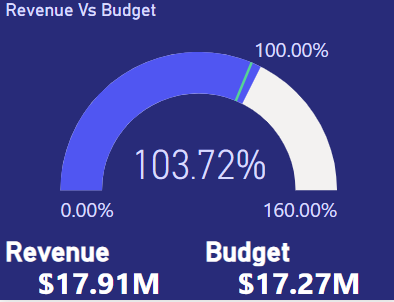 Revenue Vs Budget
100.00%
103.72%
0.00% 160.00%
Revenue Budget
$17.91M $17.27M